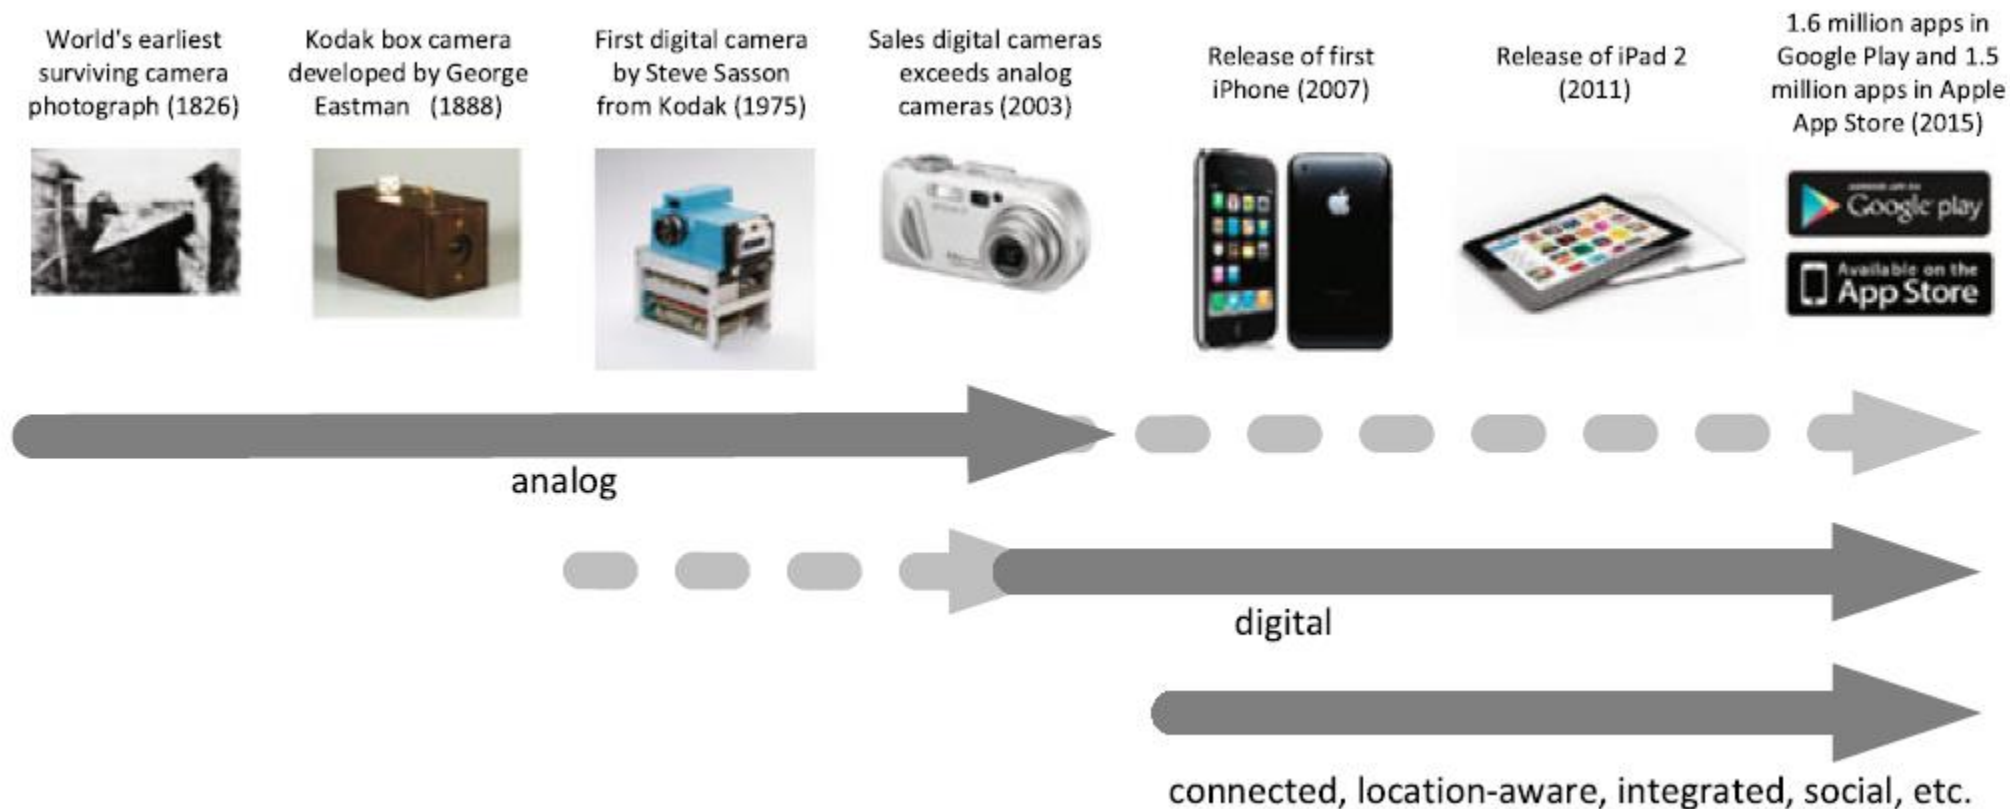 World's earliest
surviving camera
photograph (1826)
Kodak box camera
developed by George
Eastman (1888)
First digital camera
by Steve Sasson
from Kodak (1975)
Sales digital cameras
exceeds analog
cameras (2003)
Release of first
iPhone (2007)
Release of iPad 2
(2011)
1.6 million apps in
Google Play and 1.5
million apps in Apple
App Store (2015)
Google play
Available on the
App Store
analog
digital
connected, location-aware, integrated, social, etc.